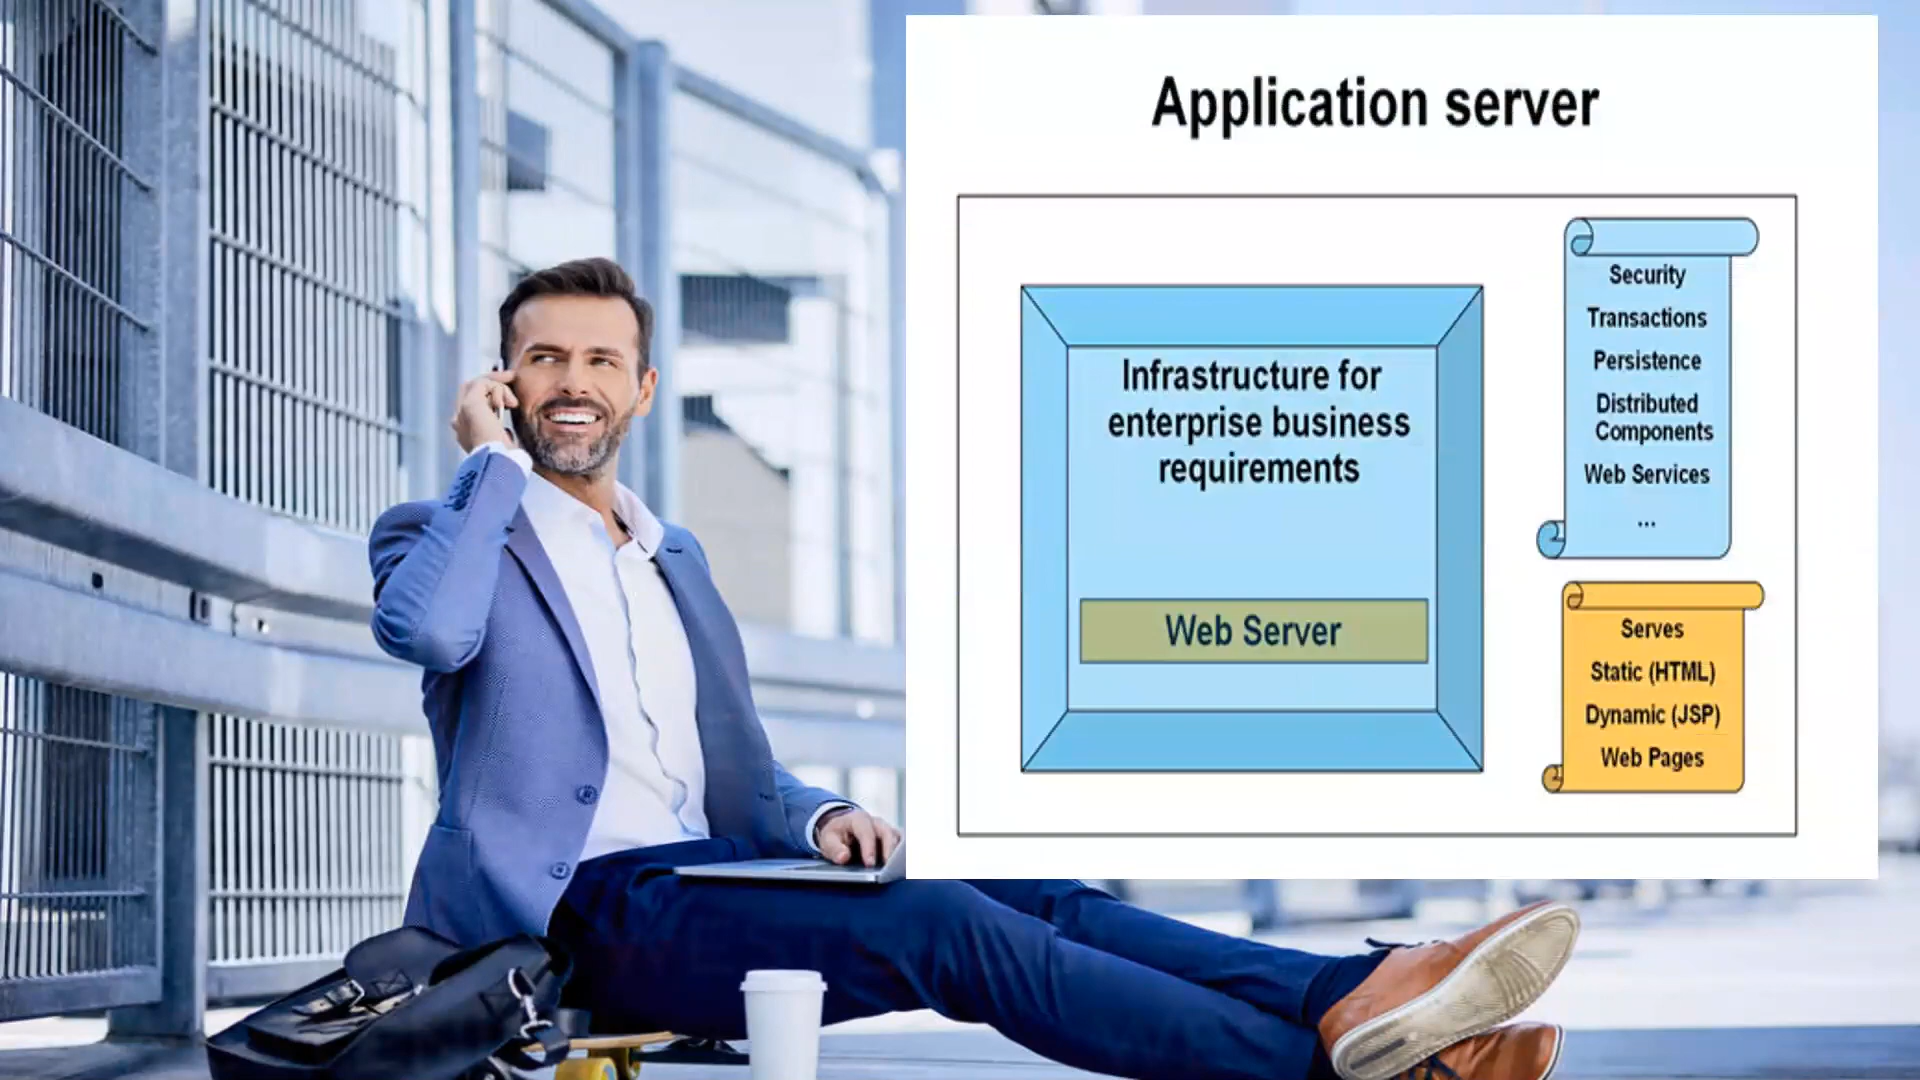 Application server
Infrastructure for
enterprise business
requirements
Web Server
Security
Transactions
Persistence
Distributed
Components
Web Services
...
Serves
Static (HTML)
Dynamic (JSP)
Web Pages